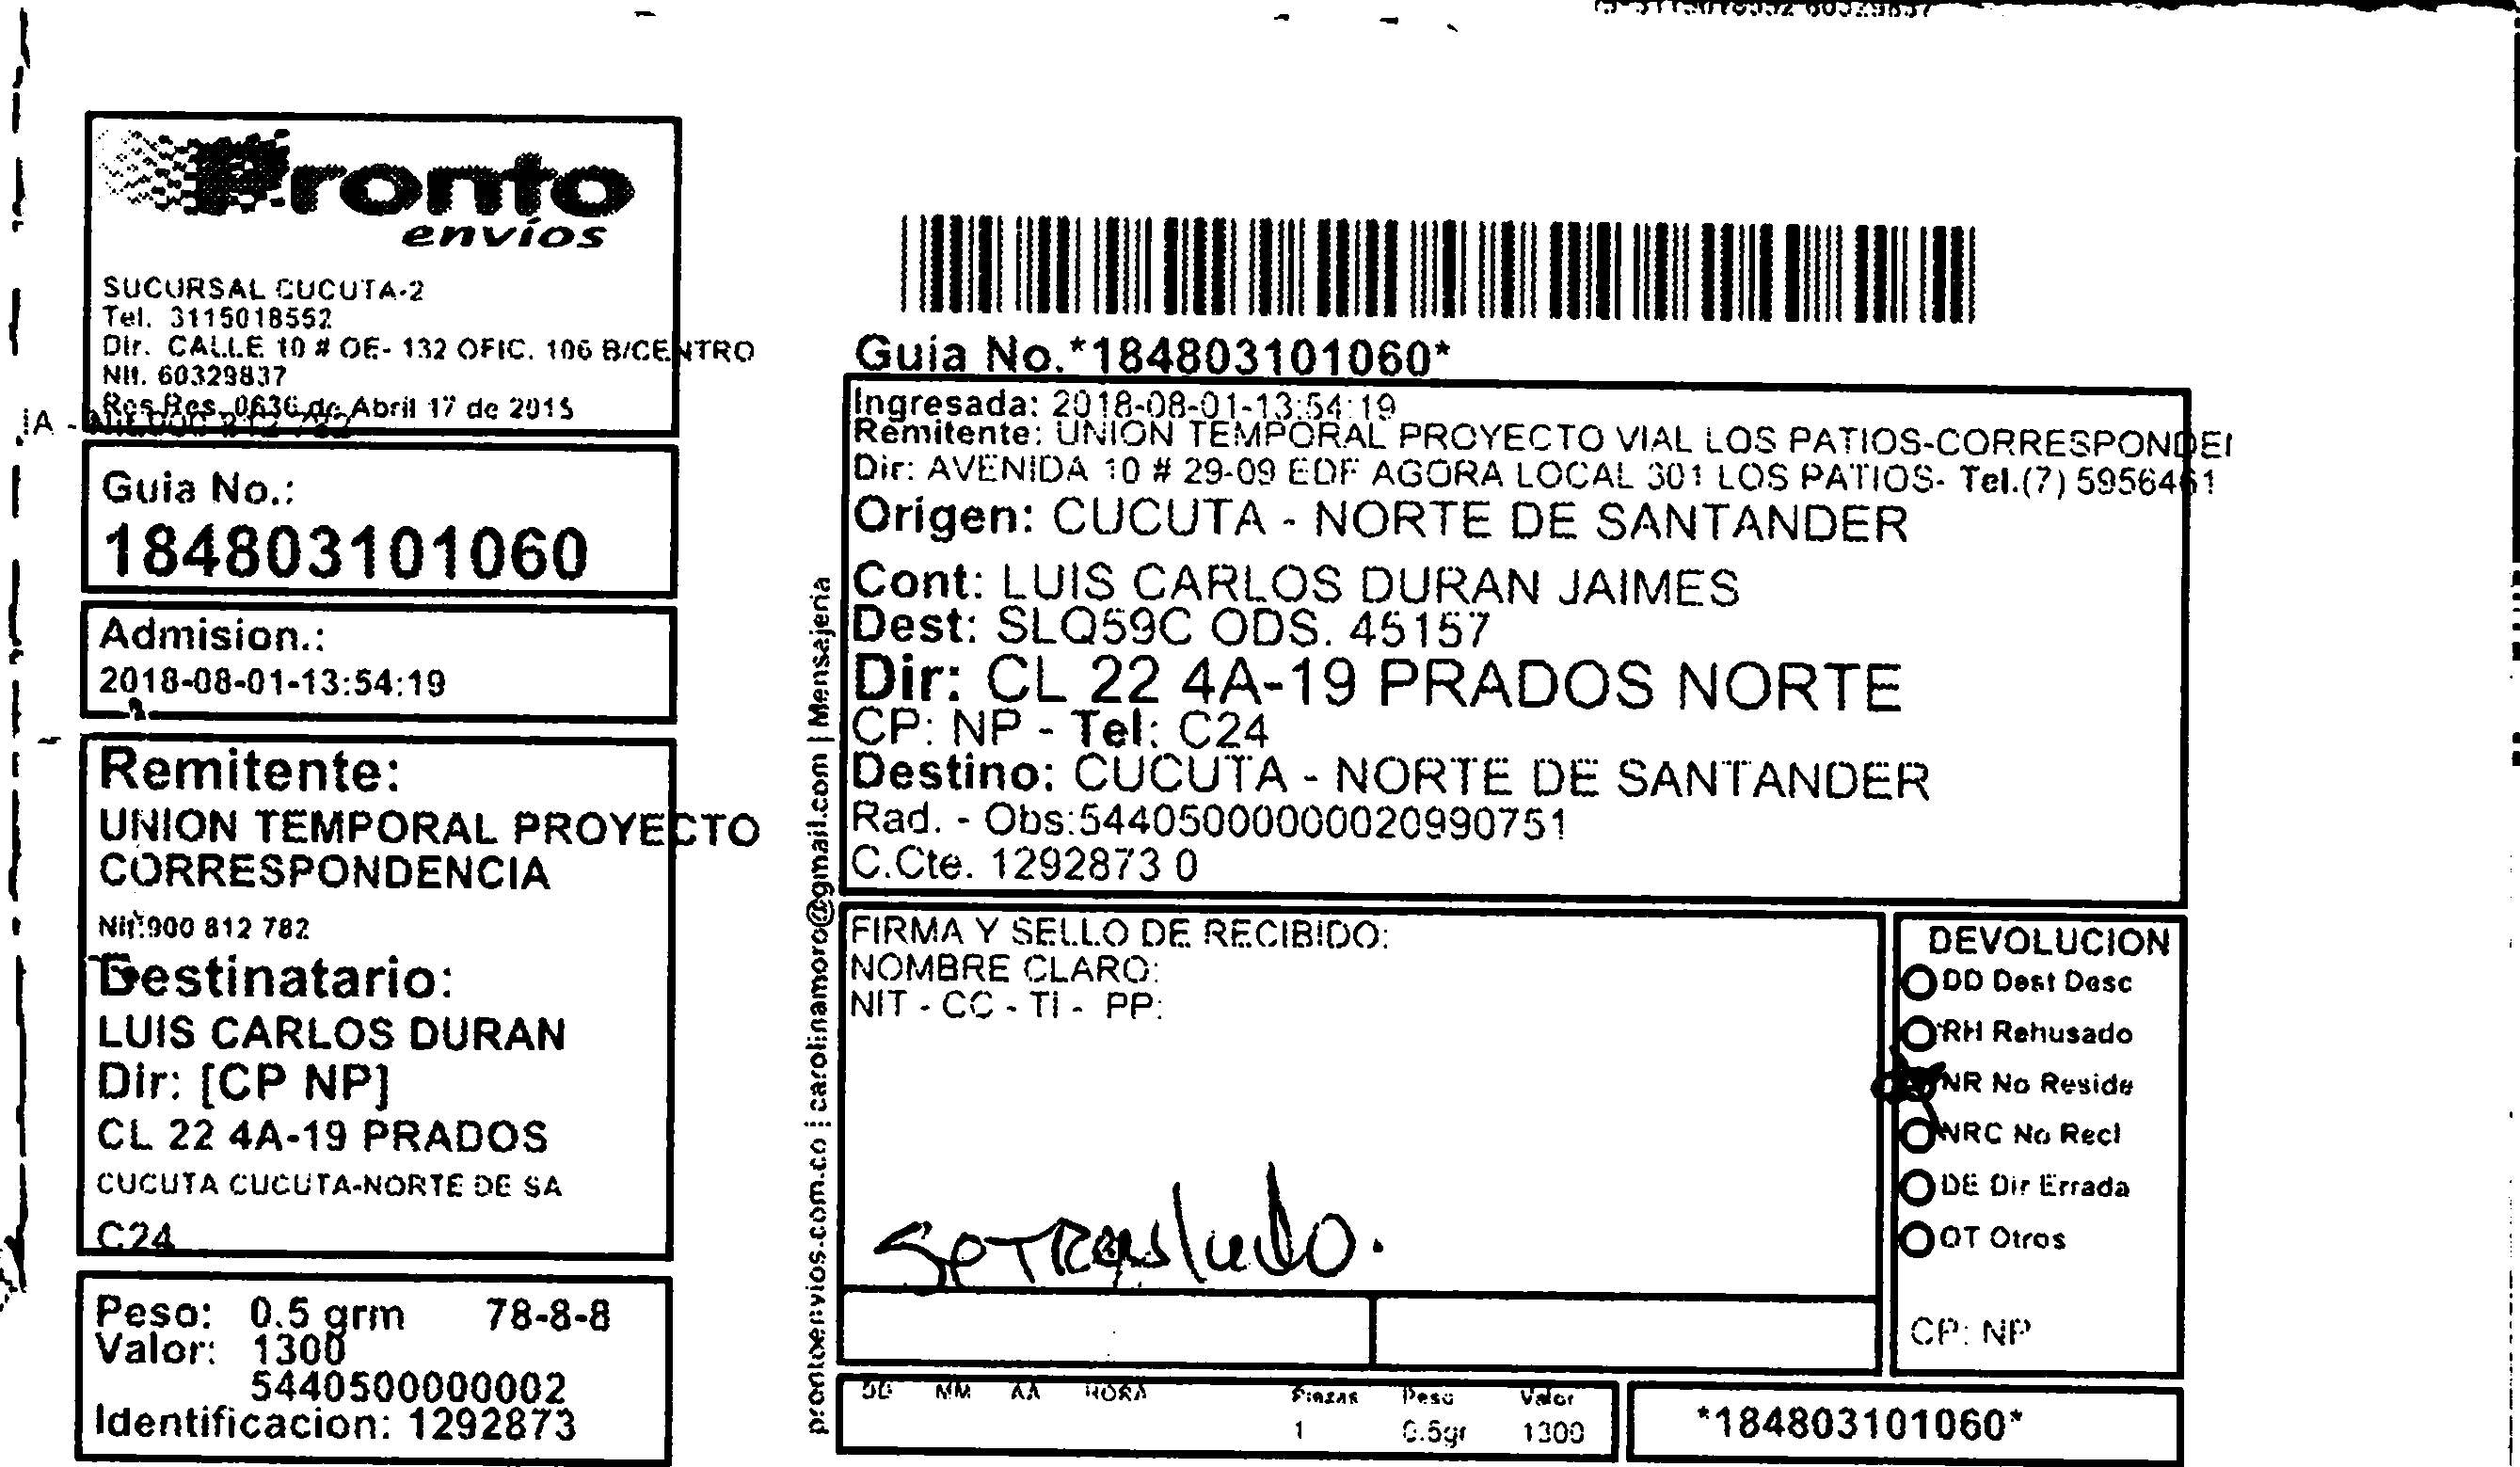 Pronto
envíos
SUCURSAL CUCUTA-2
Tel. 3115018552
Dir. CALLE 10 # OE- 132 OFIC. 106 B/CENTRO
Nit. 60329837
Res.Res. 0636 de Abril 17 de 2015
Guia No.:
184803101060
Admision.:
2018-08-01-13:54:19
Remitente:
UNION TEMPORAL PROYECTO
CORRESPONDENCIA
Nit:900 812 782
Destinatario:
LUIS CARLOS DURAN
Dir: [CP NP]
CL 22 4A-19 PRADOS
CUCUTA CUCUTA-NORTE DE SA
C24
Peso: 0.5 grm 78-8-8
Valor: 1300
5440500000002
Identificacion: 1292873
prontoenvios.com.co | carolinamoro@gmail.com | Mensajeria
Guia No.*184803101060*
Ingresada: 2018-08-01-13:54:19
Remitente: UNION TEMPORAL PROYECTO VIAL LOS PATIOS-CORRESPONDEI
Dir: AVENIDA 10 # 29-09 EDF AGORA LOCAL 301 LOS PATIOS- Tel.(7) 5956461
Origen: CUCUTA - NORTE DE SANTANDER
Cont: LUIS CARLOS DURAN JAIMES
Dest: SLQ59C ODS. 45157
Dir: CL 22 4A-19 PRADOS NORTE
CP: NP - Tel: C24
Destino: CUCUTA - NORTE DE SANTANDER
Rad. - Obs:54405000000020990751
C.Cte. 1292873 0
FIRMA Y SELLO DE RECIBIDO:
NOMBRE CLARO:
NIT - CC - TI - PP:
Se Trasladó.
DEVOLUCION
DD Dest Desc
RH Rehusado
NR No Reside
NRC No Recl
DE Dir Errada
OT Otros
CP: NP
DD MM AA HORA Piezas Peso Valor
1 0.5gr 1300
*184803101060*